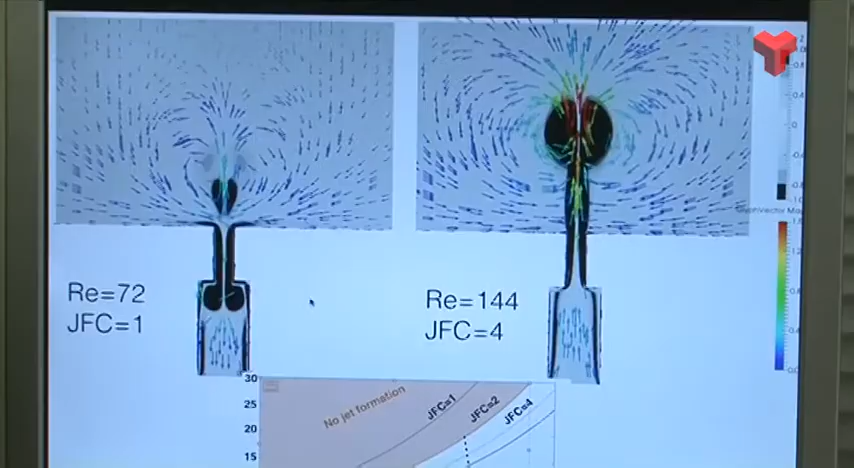 Re=72
JFC=1
Re=144
JFC=4
No jet formation
JFC=1
JFC=2
JFC=4
30
25
20
15